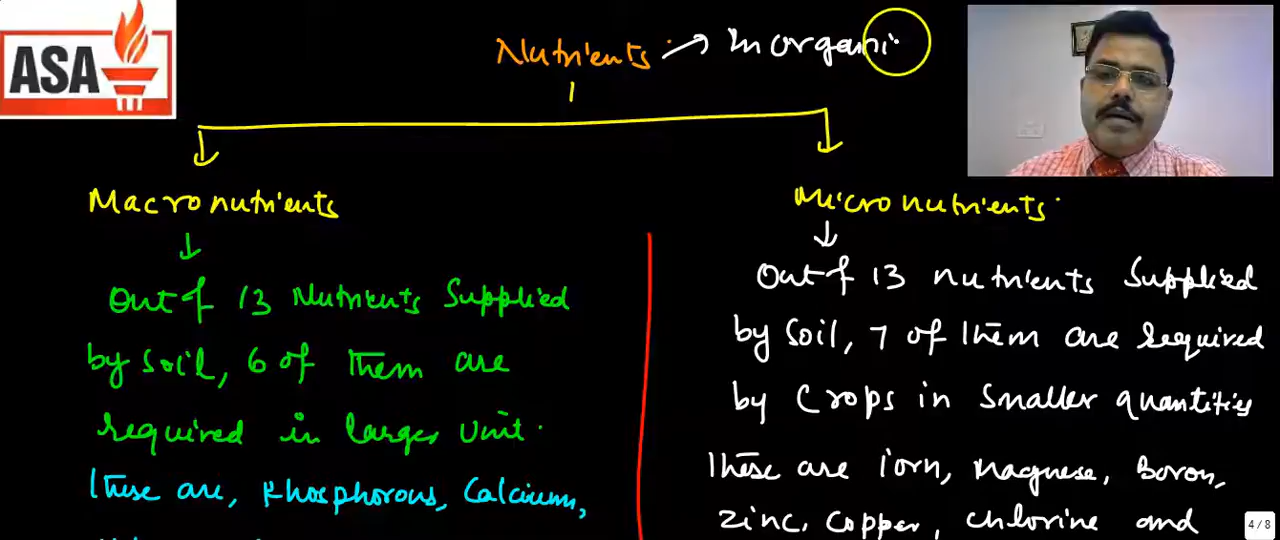 ASA
Nutrients → Inorgani
Macronutrients
Out of 13 Nutrients Supplied
by Soil, 6 of Them are
required in larger Unit.
These are, Phosphorous, Calcium,
Micronutrients
Out of 13 nutrients Supplied
by Soil, 7 of Them are required
by Crops in Smaller quantities
These are iorn, magnese, Boron,
Zinc, Copper, chlorine and
4/8